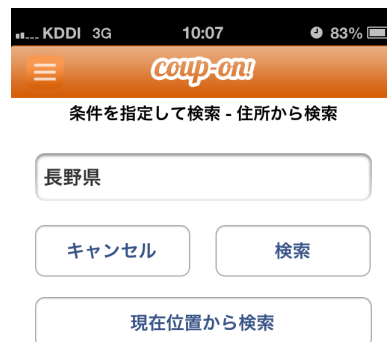 KDDI 3G 10:07 83%
coup-on!
条件を指定して検索 - 住所から検索
長野県
キャンセル 検索
現在位置から検索